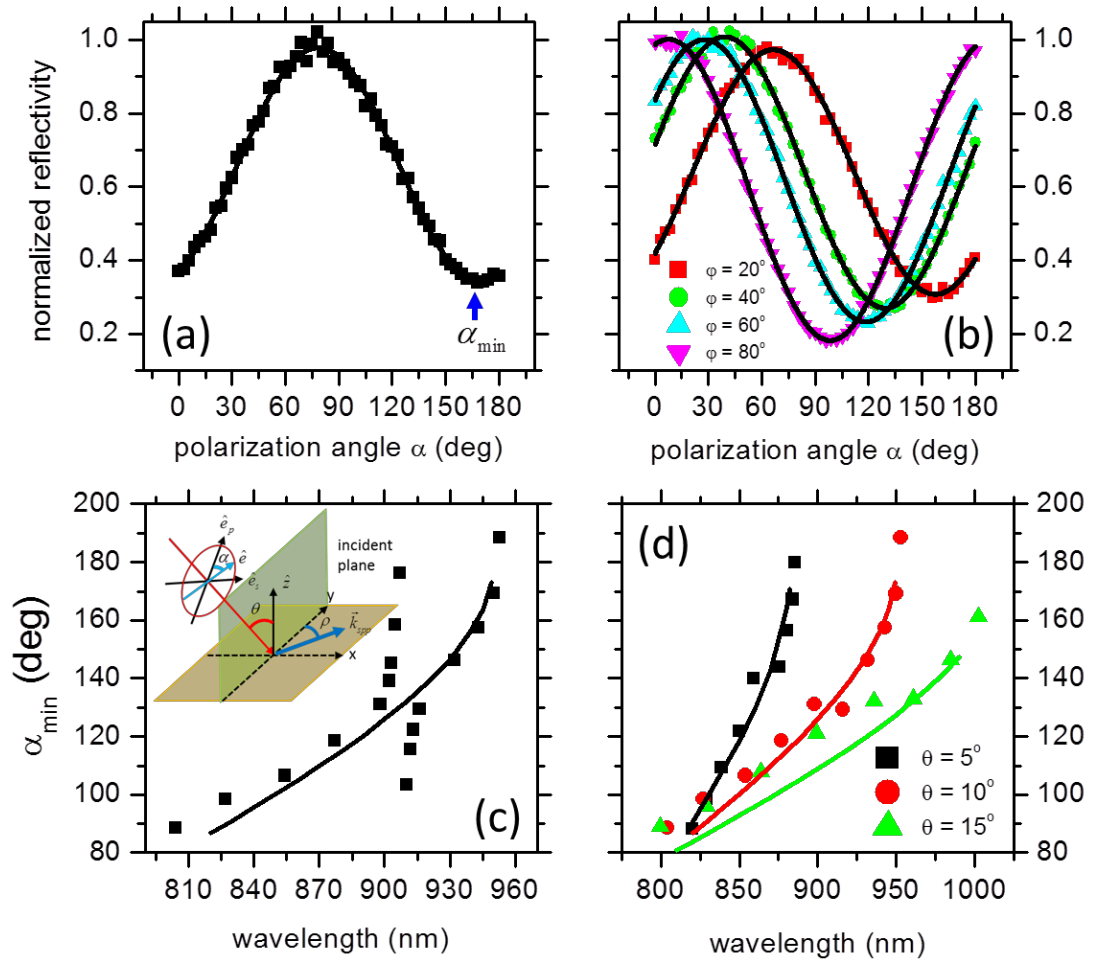 normalized reflectivity
1.0
0.8
0.6
0.4
0.2
(a)
α_min
0 30 60 90 120 150 180
polarization angle α (deg)
φ = 20°
φ = 40°
φ = 60°
φ = 80°
(b)
1.0
0.8
0.6
0.4
0.2
0 30 60 90 120 150 180
polarization angle α (deg)
α_min (deg)
200
180
160
140
120
100
80
ê_p
α
ê
ê_s
θ
ẑ
incident
plane
y
ρ
k⃗_spp
x
(c)
810 840 870 900 930 960
wavelength (nm)
(d)
θ = 5°
θ = 10°
θ = 15°
200
180
160
140
120
100
80
800 850 900 950 1000
wavelength (nm)